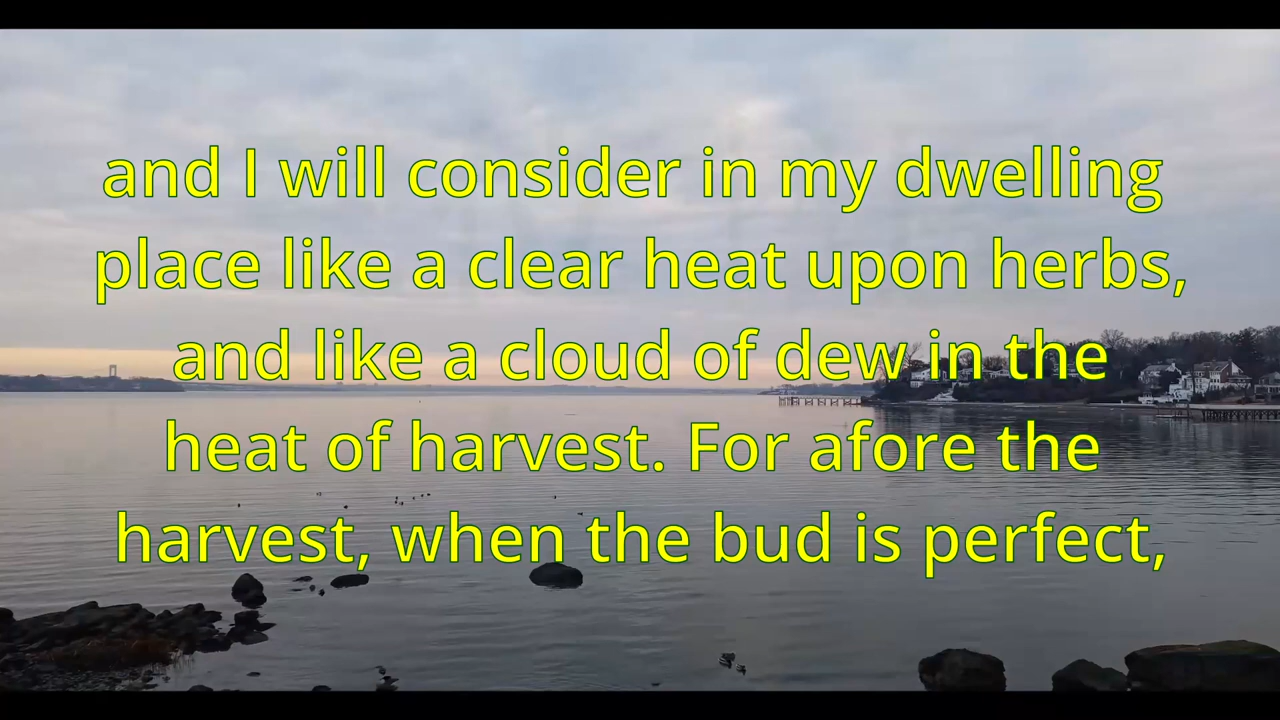 and I will consider in my dwelling
place like a clear heat upon herbs,
and like a cloud of dew in the
heat of harvest. For afore the
harvest, when the bud is perfect,